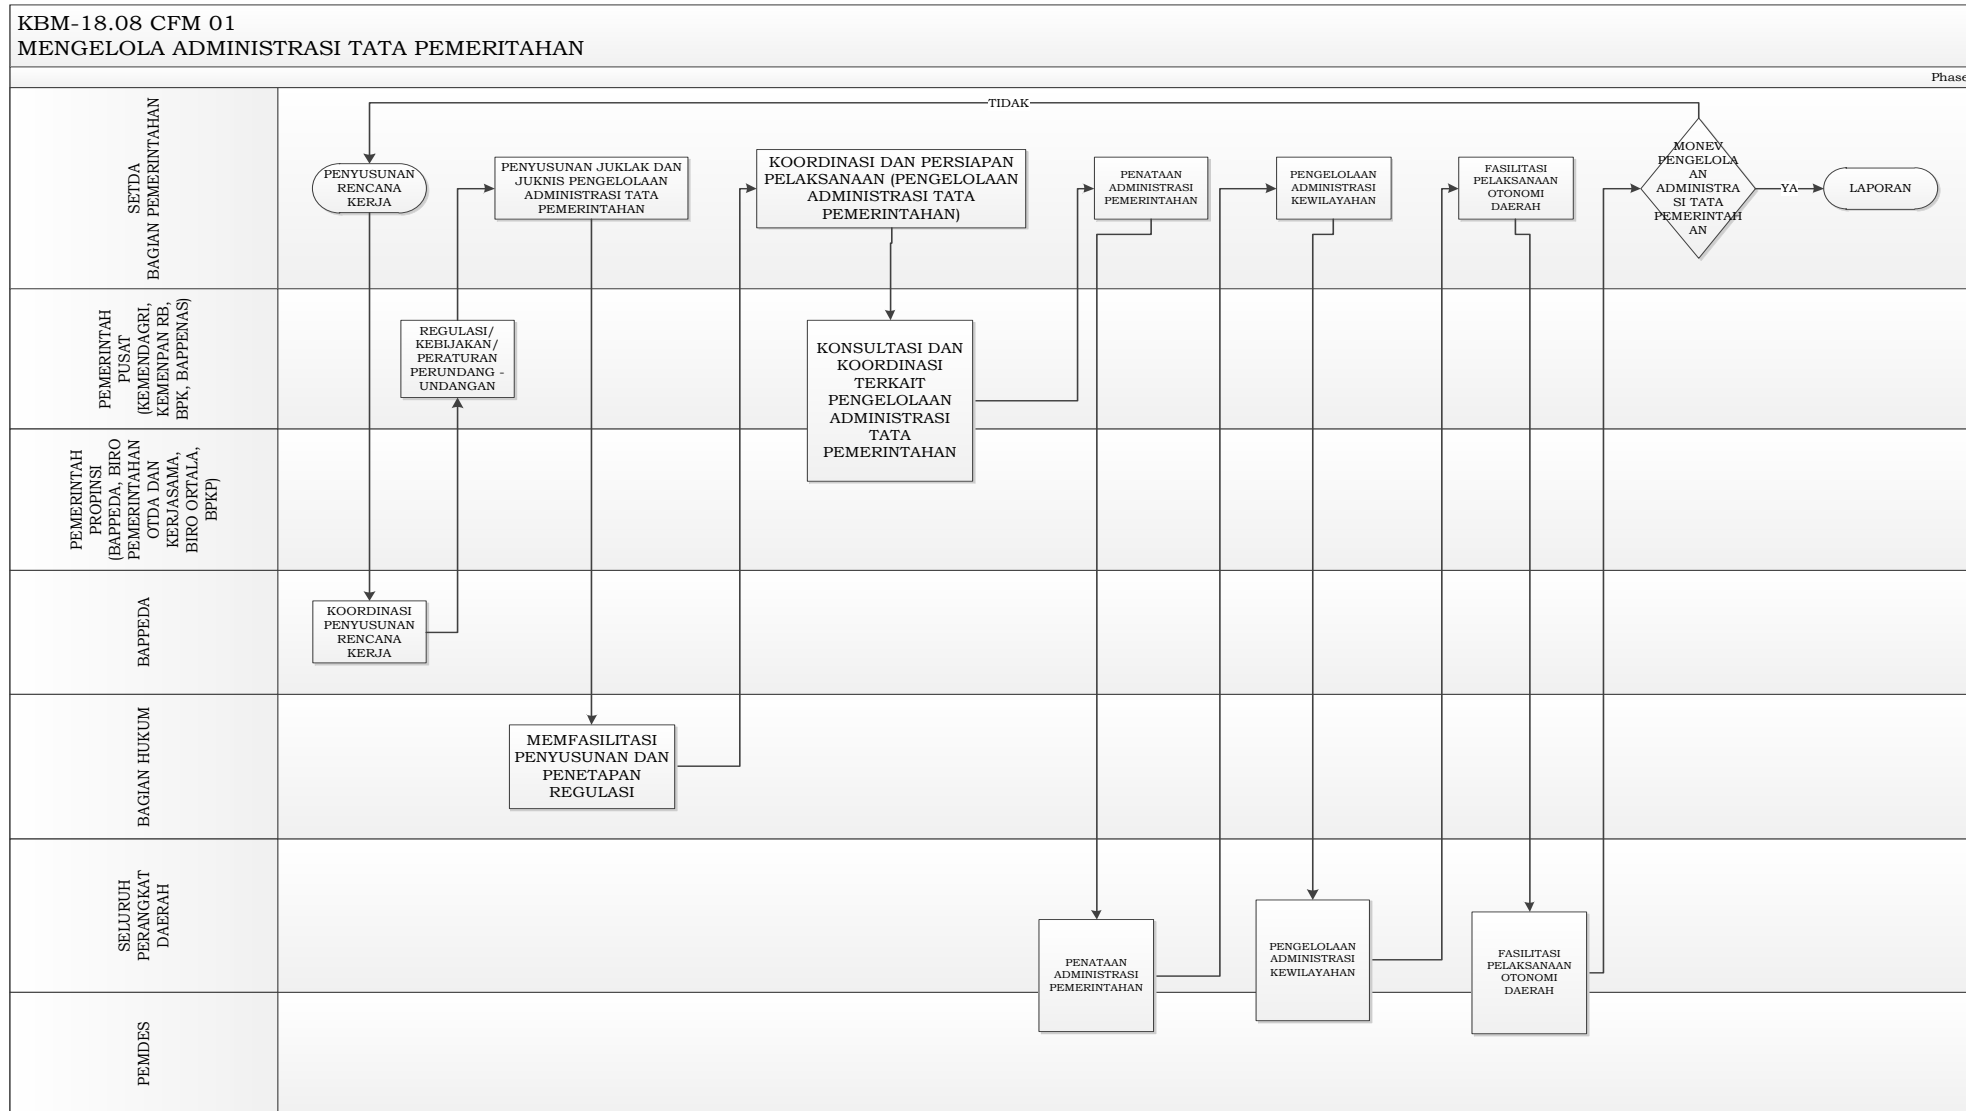 KBM-18.08 CFM 01
MENGELOLA ADMINISTRASI TATA PEMERITAHAN
Phase
SETDA
BAGIAN PEMERINTAHAN
TIDAK
PENYUSUNAN
RENCANA
KERJA
PENYUSUNAN JUKLAK DAN
JUKNIS PENGELOLAAN
ADMINISTRASI TATA
PEMERINTAHAN
KOORDINASI DAN PERSIAPAN
PELAKSANAAN (PENGELOLAAN
ADMINISTRASI TATA
PEMERINTAHAN)
PENATAAN
ADMINISTRASI
PEMERINTAHAN
PENGELOLAAN
ADMINISTRASI
KEWILAYAHAN
FASILITASI
PELAKSANAAN
OTONOMI
DAERAH
MONEV
PENGELOLA
AN
ADMINISTRA
SI TATA
PEMERINTAH
AN
YA
LAPORAN
PEMERINTAH
PUSAT
(KEMENDAGRI,
KEMENPAN RB,
BPK, BAPPENAS)
REGULASI/
KEBIJAKAN/
PERATURAN
PERUNDANG -
UNDANGAN
KONSULTASI DAN
KOORDINASI
TERKAIT
PENGELOLAAN
ADMINISTRASI
TATA
PEMERINTAHAN
PEMERINTAH
PROPINSI
(BAPPEDA, BIRO
PEMERINTAHAN
OTDA DAN
KERJASAMA,
BIRO ORTALA,
BPKP)
BAPPEDA
KOORDINASI
PENYUSUNAN
RENCANA
KERJA
BAGIAN HUKUM
MEMFASILITASI
PENYUSUNAN DAN
PENETAPAN
REGULASI
SELURUH
PERANGKAT
DAERAH
PENATAAN
ADMINISTRASI
PEMERINTAHAN
PENGELOLAAN
ADMINISTRASI
KEWILAYAHAN
FASILITASI
PELAKSANAAN
OTONOMI
DAERAH
PEMDES